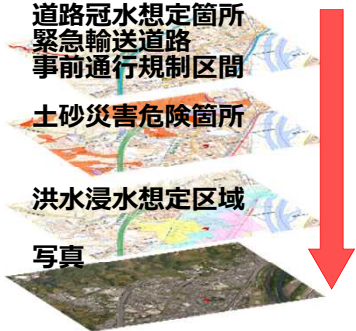 道路冠水想定箇所
緊急輸送道路
事前通行規制区間
土砂災害危険箇所
洪水浸水想定区域
写真